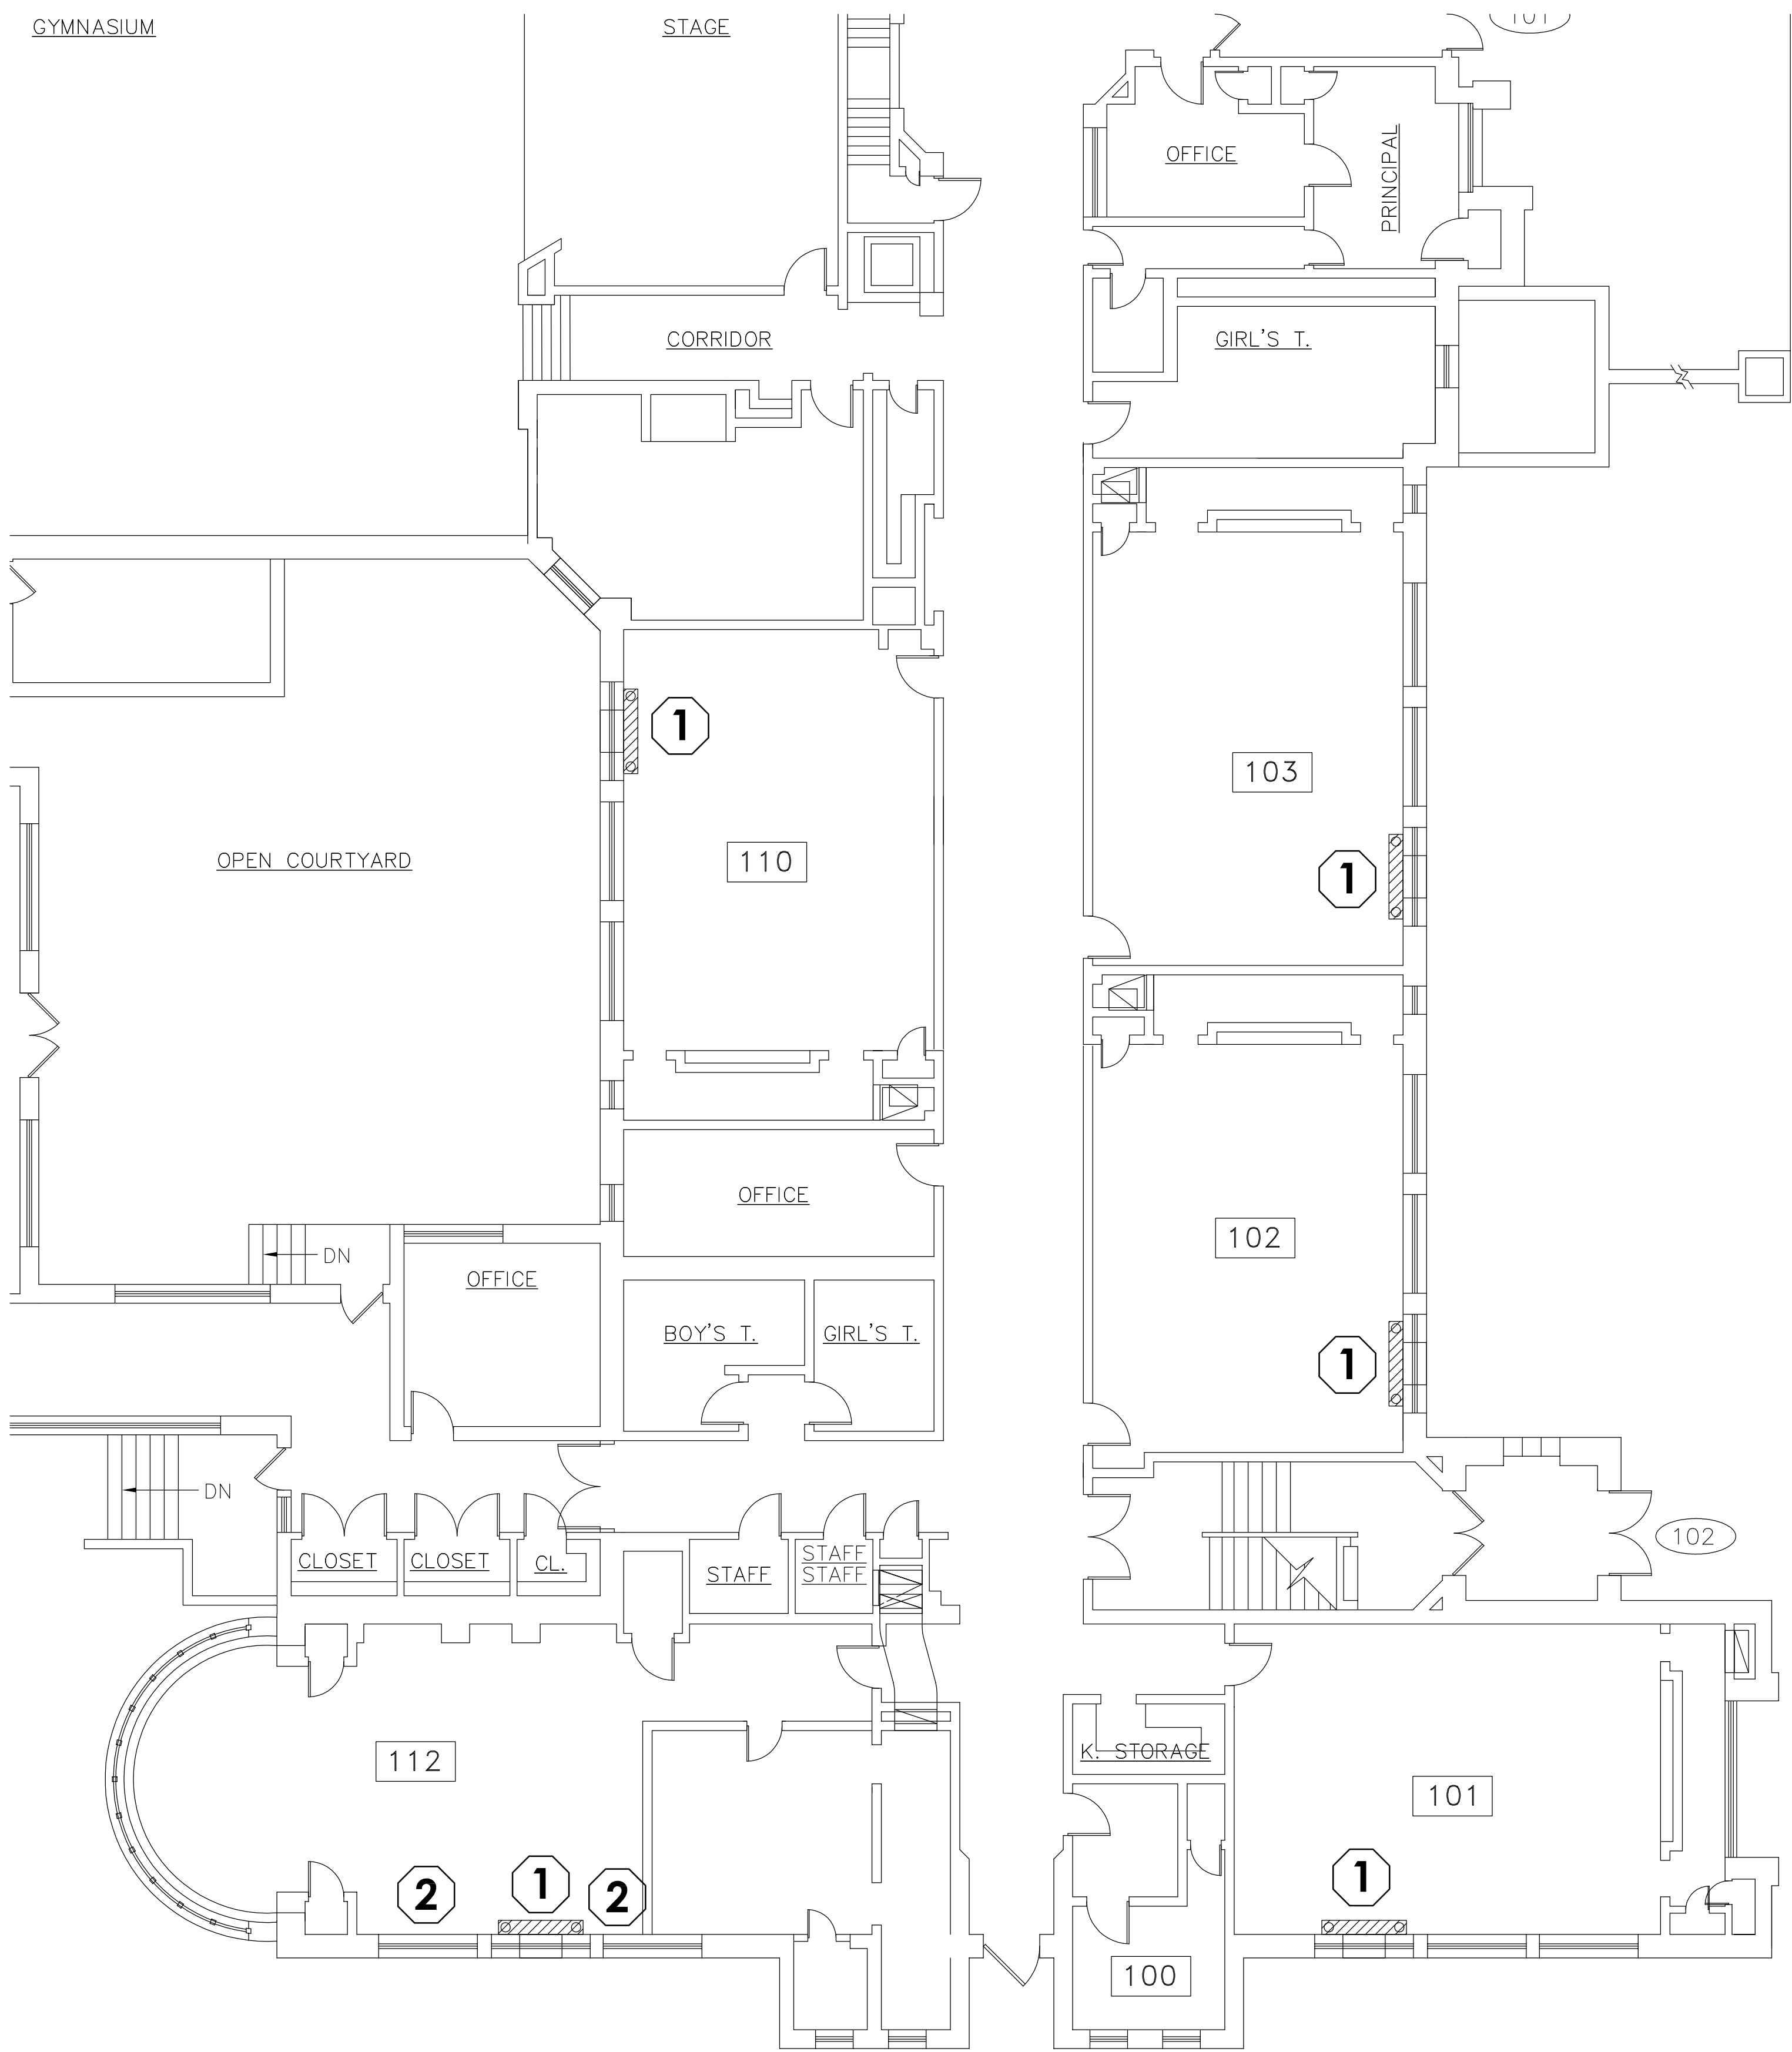 GYMNASIUM
STAGE
101
OFFICE
PRINCIPAL
CORRIDOR
GIRL'S T.
1
110
103
1
OPEN COURTYARD
OFFICE
102
DN
OFFICE
BOY'S T.
GIRL'S T.
1
DN
102
CLOSET
CLOSET
CL.
STAFF
STAFF
STAFF
112
K. STORAGE
101
2
1
2
1
100